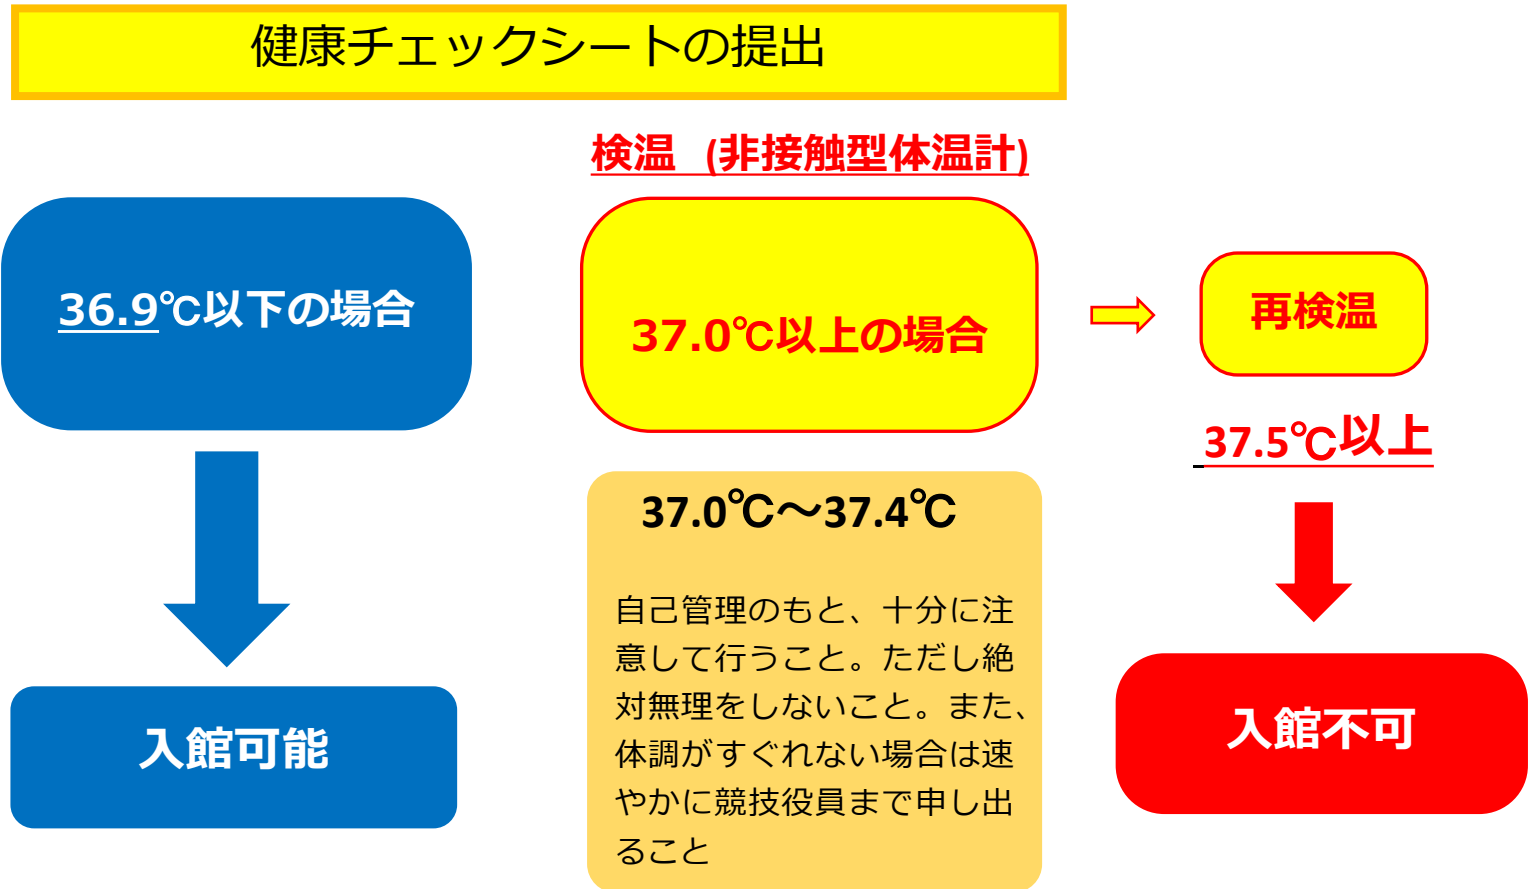 健康チェックシートの提出
検温　(非接触型体温計)
36.9℃以下の場合
37.0℃以上の場合
再検温
37.5℃以上
37.0℃～37.4℃
自己管理のもと、十分に注
意して行うこと。ただし絶
対無理をしないこと。また、
体調がすぐれない場合は速
やかに競技役員まで申し出
ること
入館可能
入館不可